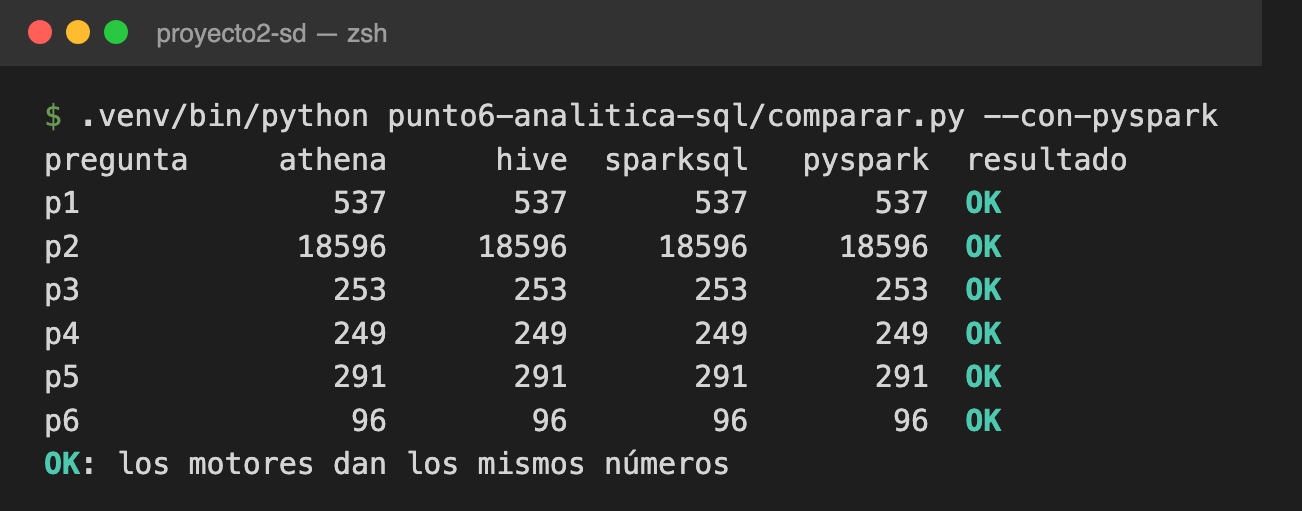 proyecto2-sd — zsh
$ .venv/bin/python punto6-analitica-sql/comparar.py --con-pyspark
pregunta athena hive sparksql pyspark resultado
p1 537 537 537 537 OK
p2 18596 18596 18596 18596 OK
p3 253 253 253 253 OK
p4 249 249 249 249 OK
p5 291 291 291 291 OK
p6 96 96 96 96 OK
OK: los motores dan los mismos números